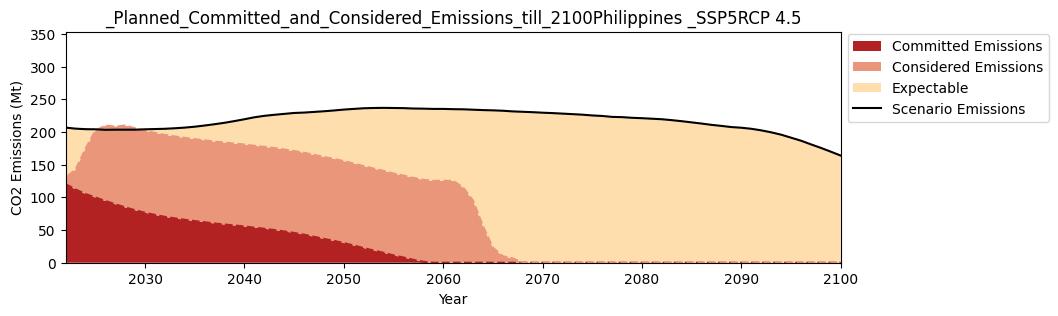 _Planned_Committed_and_Considered_Emissions_till_2100Philippines _SSP5RCP 4.5
350
300
250
200
150
100
50
0
CO2 Emissions (Mt)
2030 2040 2050 2060 2070 2080 2090 2100
Year
Committed Emissions
Considered Emissions
Expectable
Scenario Emissions